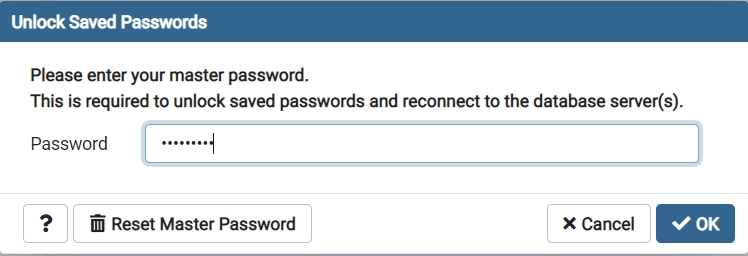 Unlock Saved Passwords
Please enter your master password.
This is required to unlock saved passwords and reconnect to the database server(s).
Password •••••••••
? Reset Master Password Cancel OK